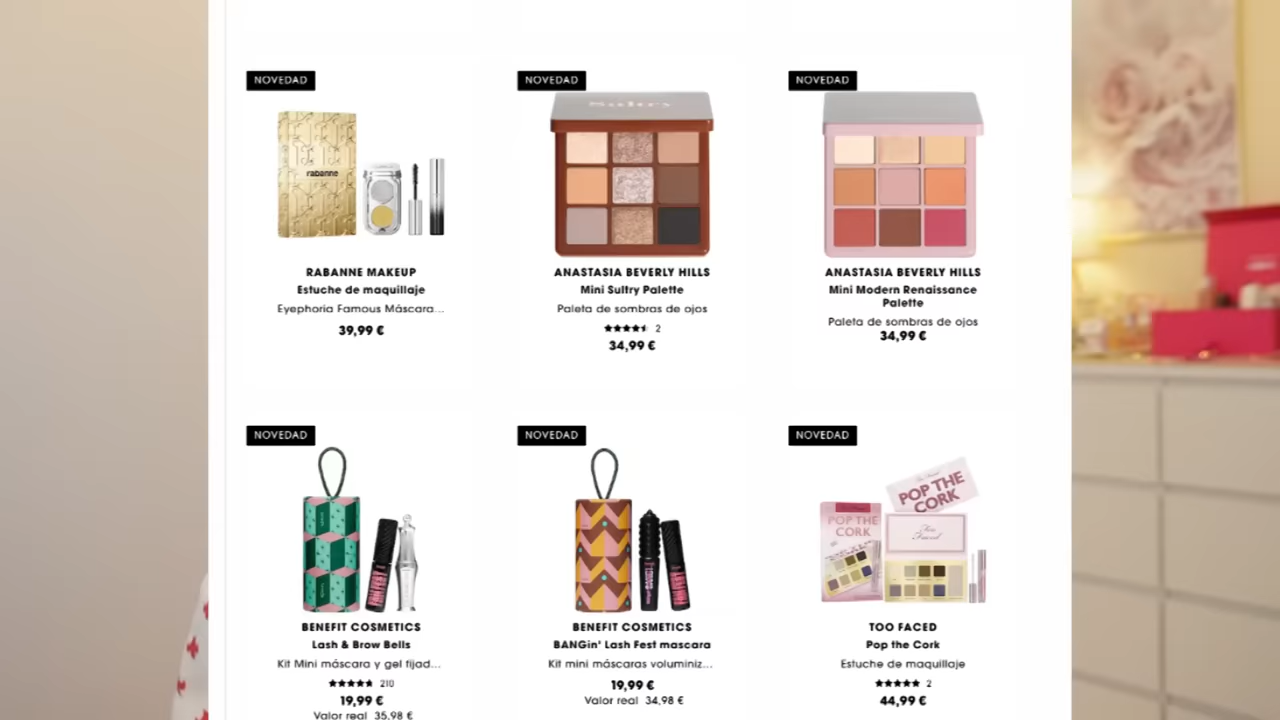 NOVEDAD
NOVEDAD
NOVEDAD
Sultry
rabanne
RABANNE MAKEUP
Estuche de maquillaje
Eyephoria Famous Máscara...
39,99 €
ANASTASIA BEVERLY HILLS
Mini Sultry Palette
Paleta de sombras de ojos
2
34,99 €
ANASTASIA BEVERLY HILLS
Mini Modern Renaissance
Palette
Paleta de sombras de ojos
34,99 €
NOVEDAD
NOVEDAD
NOVEDAD
POP THE
CORK
POP THE
CORK
Too Faced
BENEFIT COSMETICS
Lash & Brow Bells
Kit Mini máscara y gel fijad...
210
19,99 €
Valor real 35,98 €
BENEFIT COSMETICS
BANGin' Lash Fest mascara
Kit mini máscaras voluminiz...
19,99 €
Valor real 34,98 €
TOO FACED
Pop the Cork
Estuche de maquillaje
2
44,99 €